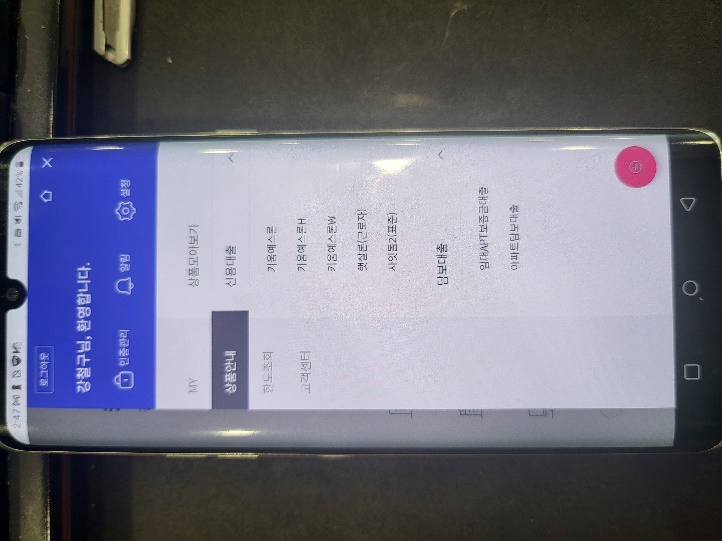 2:47
42%
로그아웃
강철구님, 환영합니다.
인증관리
알림
설정
MY
상품안내
한도조회
고객센터
상품모아보기
신용대출
키움예스론
키움예스론H
키움예스론W
햇살론(근로자)
사잇돌2(표준)
담보대출
임대APT보증금대출
아파트담보대출